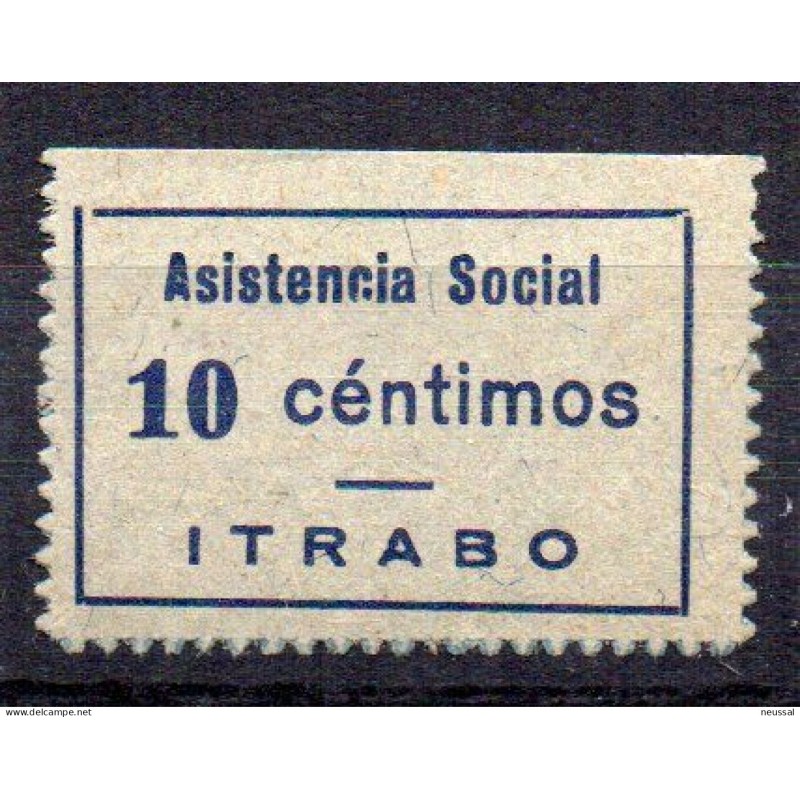 Asistencia Social
10 céntimos
ITRABO
www.delcampe.net
neussal